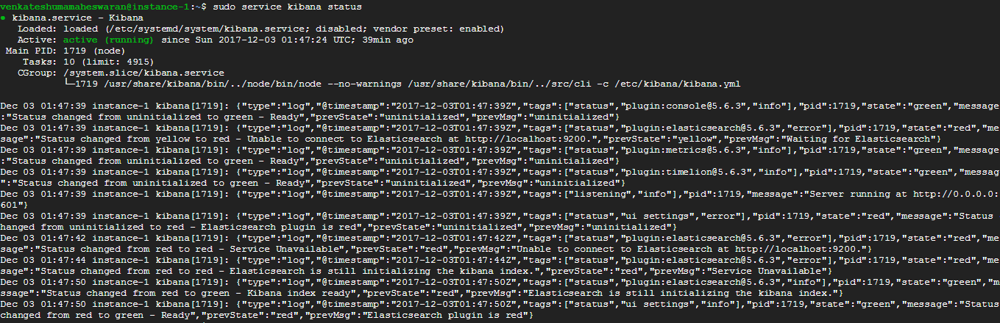 venkateshumamaheswaran@instance-1:~$ sudo service kibana status
● kibana.service - Kibana
Loaded: loaded (/etc/systemd/system/kibana.service; disabled; vendor preset: enabled)
Active: active (running) since Sun 2017-12-03 01:47:24 UTC; 39min ago
Main PID: 1719 (node)
Tasks: 10 (limit: 4915)
CGroup: /system.slice/kibana.service
└─1719 /usr/share/kibana/bin/../node/bin/node --no-warnings /usr/share/kibana/bin/../src/cli -c /etc/kibana/kibana.yml
Dec 03 01:47:39 instance-1 kibana[1719]: {"type":"log","@timestamp":"2017-12-03T01:47:39Z","tags":["status","plugin:console@5.6.3","info"],"pid":1719,"state":"green","message
:"Status changed from uninitialized to green - Ready","prevState":"uninitialized","prevMsg":"uninitialized"}
Dec 03 01:47:39 instance-1 kibana[1719]: {"type":"log","@timestamp":"2017-12-03T01:47:39Z","tags":["status","plugin:elasticsearch@5.6.3","error"],"pid":1719,"state":"red","me
sage":"Status changed from yellow to red - Unable to connect to Elasticsearch at http://localhost:9200.","prevState":"yellow","prevMsg":"Waiting for Elasticsearch"}
Dec 03 01:47:39 instance-1 kibana[1719]: {"type":"log","@timestamp":"2017-12-03T01:47:39Z","tags":["status","plugin:metrics@5.6.3","info"],"pid":1719,"state":"green","message
:"Status changed from uninitialized to green - Ready","prevState":"uninitialized","prevMsg":"uninitialized"}
Dec 03 01:47:39 instance-1 kibana[1719]: {"type":"log","@timestamp":"2017-12-03T01:47:39Z","tags":["status","plugin:timelion@5.6.3","info"],"pid":1719,"state":"green","messag
":"Status changed from uninitialized to green - Ready","prevState":"uninitialized","prevMsg":"uninitialized"}
Dec 03 01:47:39 instance-1 kibana[1719]: {"type":"log","@timestamp":"2017-12-03T01:47:39Z","tags":["listening","info"],"pid":1719,"message":"Server running at http://0.0.0.0:
601"}
Dec 03 01:47:39 instance-1 kibana[1719]: {"type":"log","@timestamp":"2017-12-03T01:47:39Z","tags":["status","ui settings","error"],"pid":1719,"state":"red","message":"Status
hanged from uninitialized to red - Elasticsearch plugin is red","prevState":"uninitialized","prevMsg":"uninitialized"}
Dec 03 01:47:42 instance-1 kibana[1719]: {"type":"log","@timestamp":"2017-12-03T01:47:42Z","tags":["status","plugin:elasticsearch@5.6.3","error"],"pid":1719,"state":"red","me
sage":"Status changed from red to red - Service Unavailable","prevState":"red","prevMsg":"Unable to connect to Elasticsearch at http://localhost:9200."}
Dec 03 01:47:44 instance-1 kibana[1719]: {"type":"log","@timestamp":"2017-12-03T01:47:44Z","tags":["status","plugin:elasticsearch@5.6.3","error"],"pid":1719,"state":"red","me
sage":"Status changed from red to red - Elasticsearch is still initializing the kibana index.","prevState":"red","prevMsg":"Service Unavailable"}
Dec 03 01:47:50 instance-1 kibana[1719]: {"type":"log","@timestamp":"2017-12-03T01:47:50Z","tags":["status","plugin:elasticsearch@5.6.3","info"],"pid":1719,"state":"green","m
sage":"Status changed from red to green - Kibana index ready","prevState":"red","prevMsg":"Elasticsearch is still initializing the kibana index."}
Dec 03 01:47:50 instance-1 kibana[1719]: {"type":"log","@timestamp":"2017-12-03T01:47:50Z","tags":["status","ui settings","info"],"pid":1719,"state":"green","message":"Status
changed from red to green - Ready","prevState":"red","prevMsg":"Elasticsearch plugin is red"}